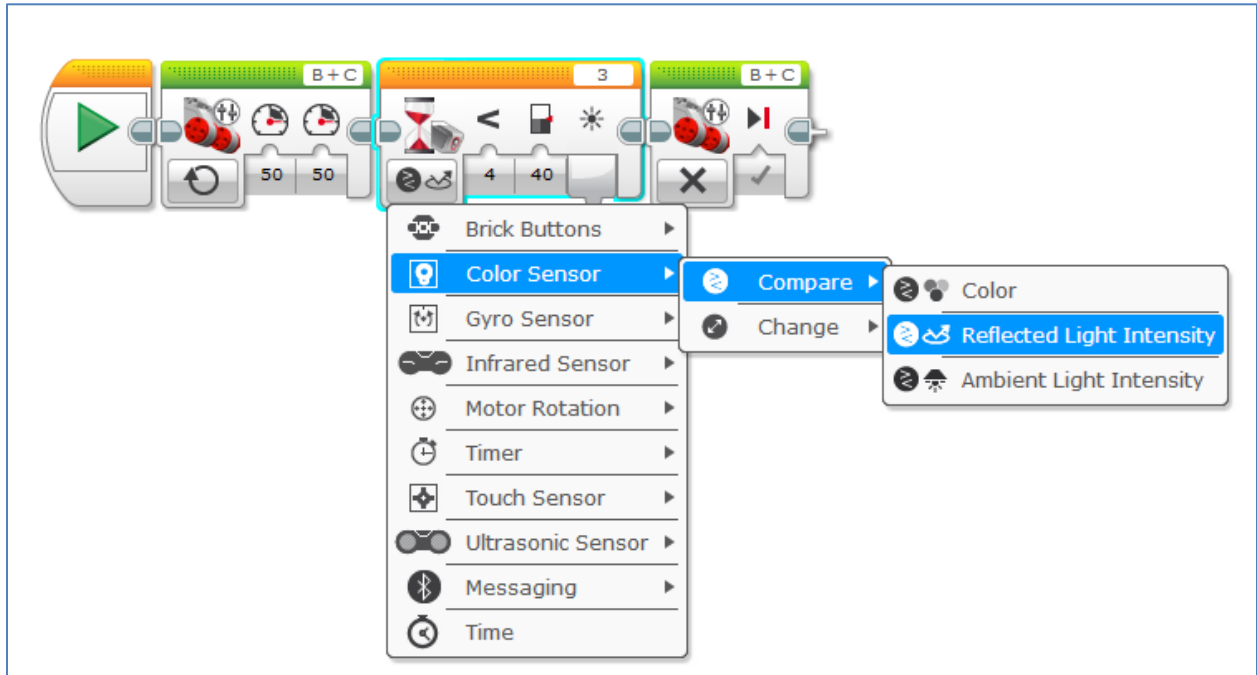 B+C
3
B+C
<
50 50
4 40
Brick Buttons
Color Sensor
Gyro Sensor
Infrared Sensor
Motor Rotation
Timer
Touch Sensor
Ultrasonic Sensor
Messaging
Time
Compare
Change
Color
Reflected Light Intensity
Ambient Light Intensity